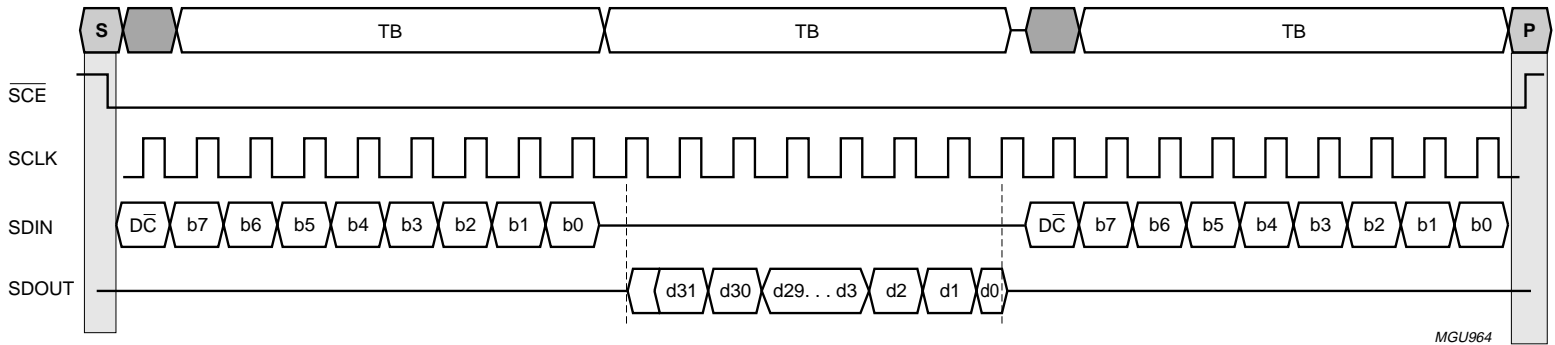 S TB TB TB P
SCE
SCLK
SDIN DC b7 b6 b5 b4 b3 b2 b1 b0 DC b7 b6 b5 b4 b3 b2 b1 b0
SDOUT d31 d30 d29. . . d3 d2 d1 d0
MGU964